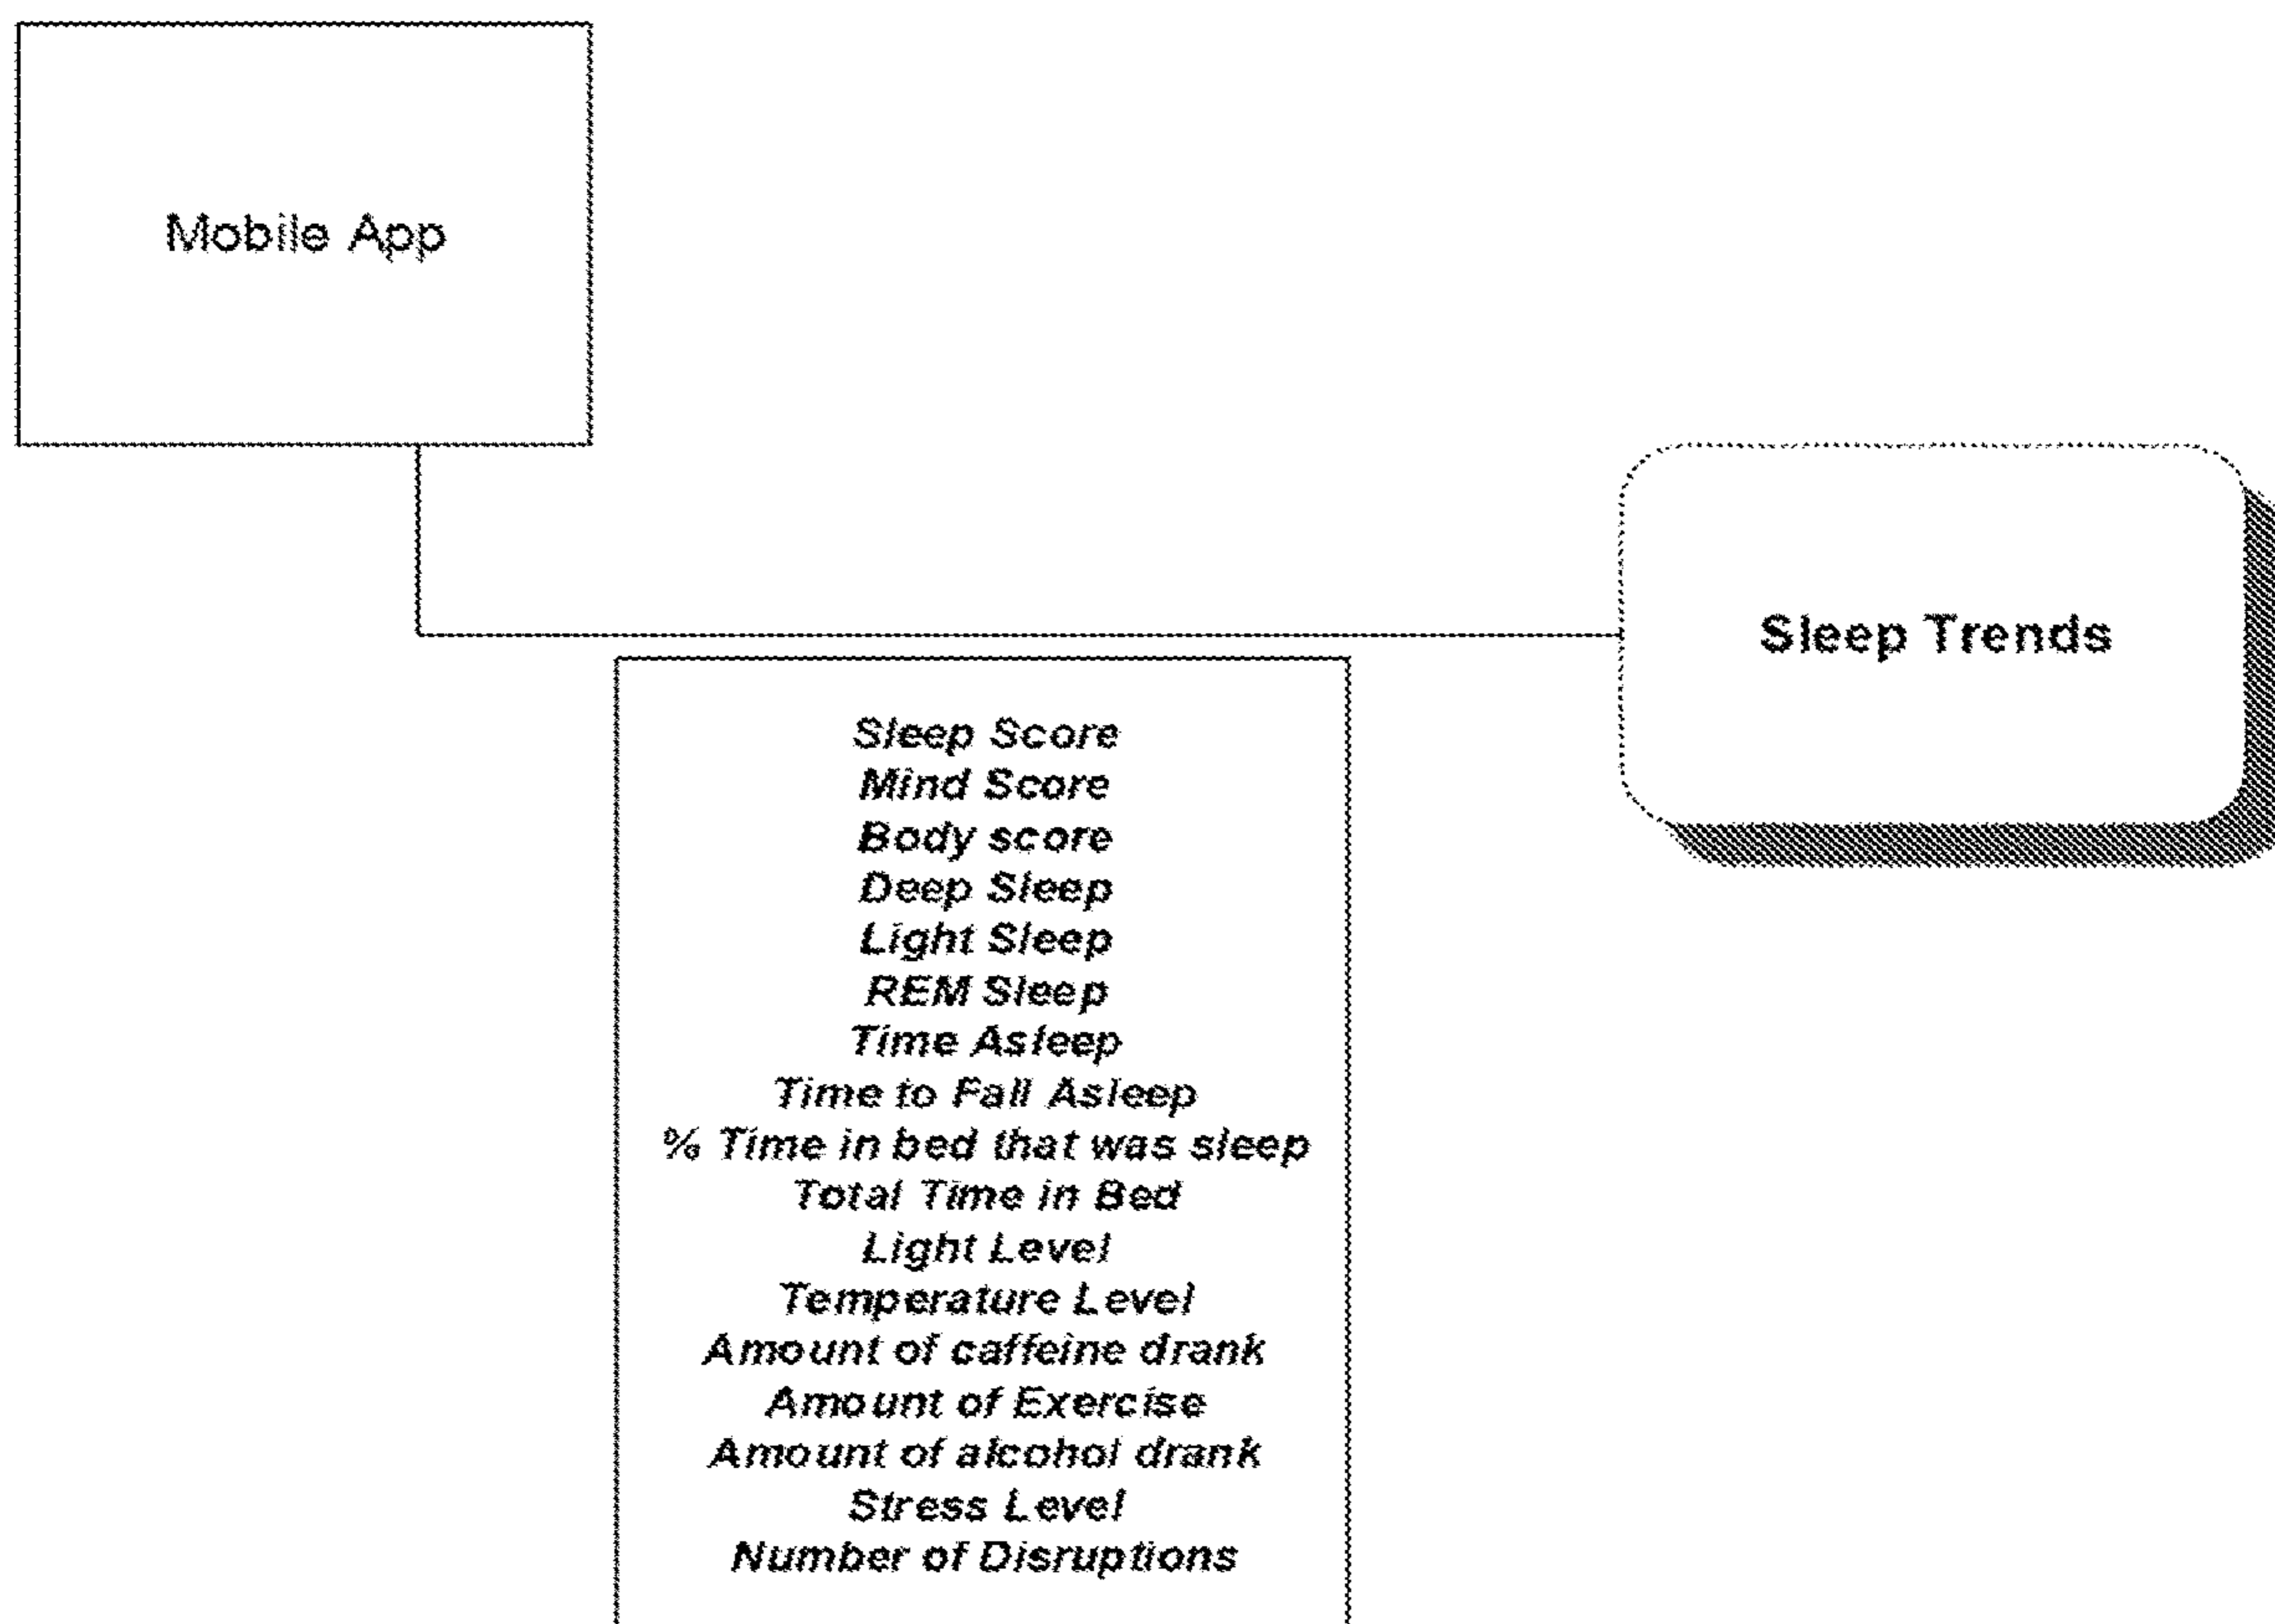 Mobile App
Sleep Trends
Sleep Score
Mind Score
Body score
Deep Sleep
Light Sleep
REM Sleep
Time Asleep
Time to Fall Asleep
% Time in bed that was sleep
Total Time in Bed
Light Level
Temperature Level
Amount of caffeine drank
Amount of Exercise
Amount of alcohol drank
Stress Level
Number of Disruptions